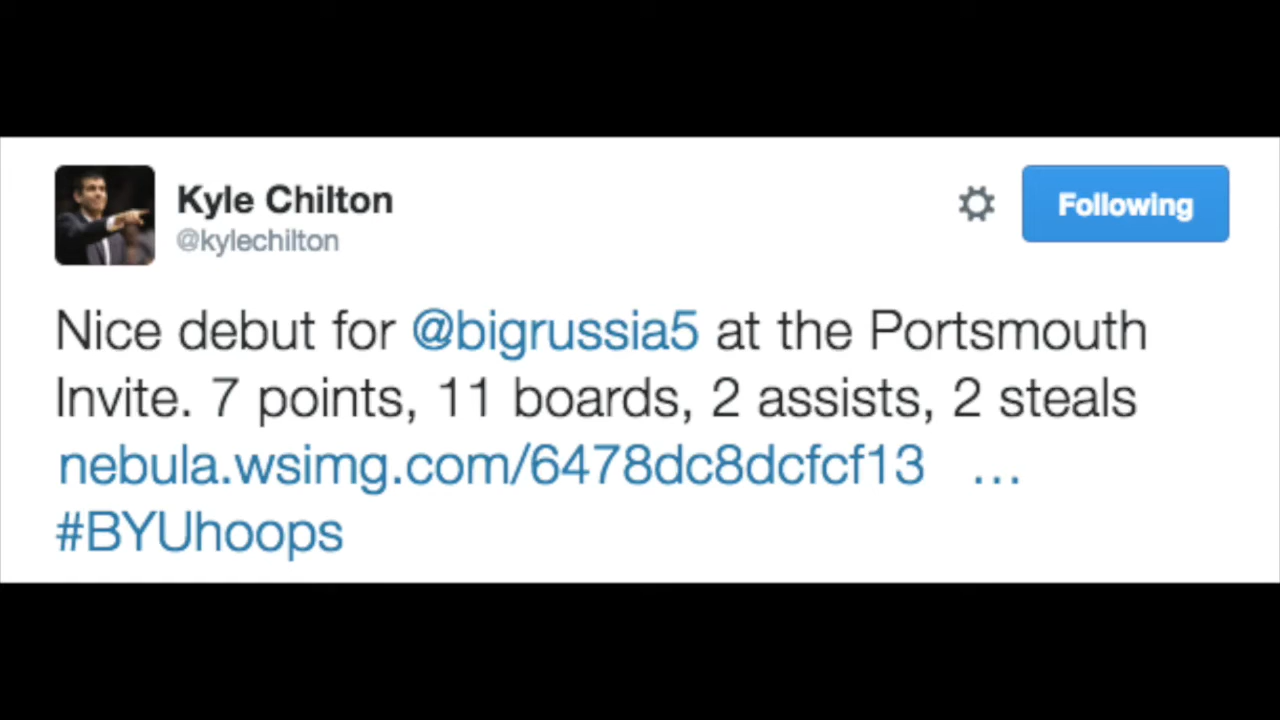 Kyle Chilton
@kylechilton
Following
Nice debut for @bigrussia5 at the Portsmouth
Invite. 7 points, 11 boards, 2 assists, 2 steals
nebula.wsimg.com/6478dc8dcfcf13 ...
#BYUhoops